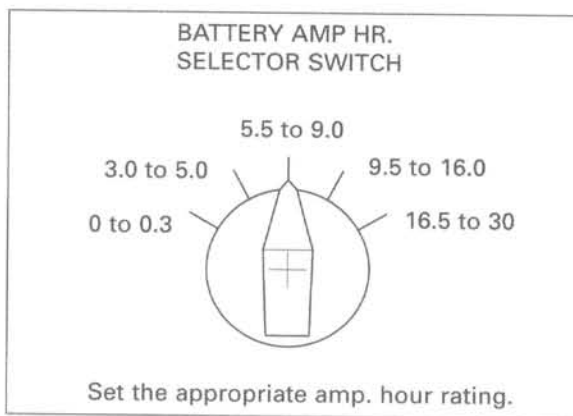 BATTERY AMP HR.
SELECTOR SWITCH
5.5 to 9.0
3.0 to 5.0
9.5 to 16.0
0 to 0.3
16.5 to 30
Set the appropriate amp. hour rating.